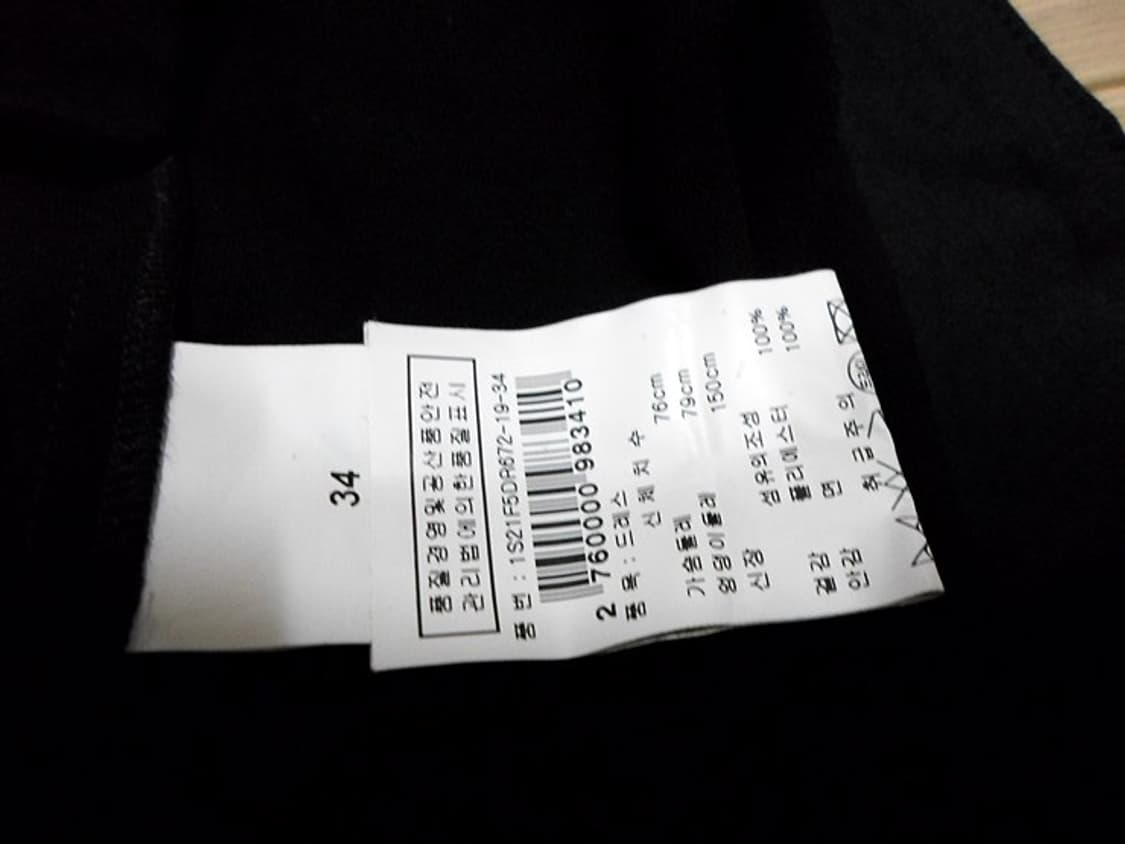 34
품질경영및공산품안전
관리법에의한품질표시
품 번 : 1S21F5DR672-19-34
2 760000 983410
품 목 : 드레스
신 체 치 수
가슴둘레 76cm
엉덩이둘레 79cm
신장 150cm
섬유의조성
겉감 폴리에스터 100%
안감 면 100%
취 급 주 의